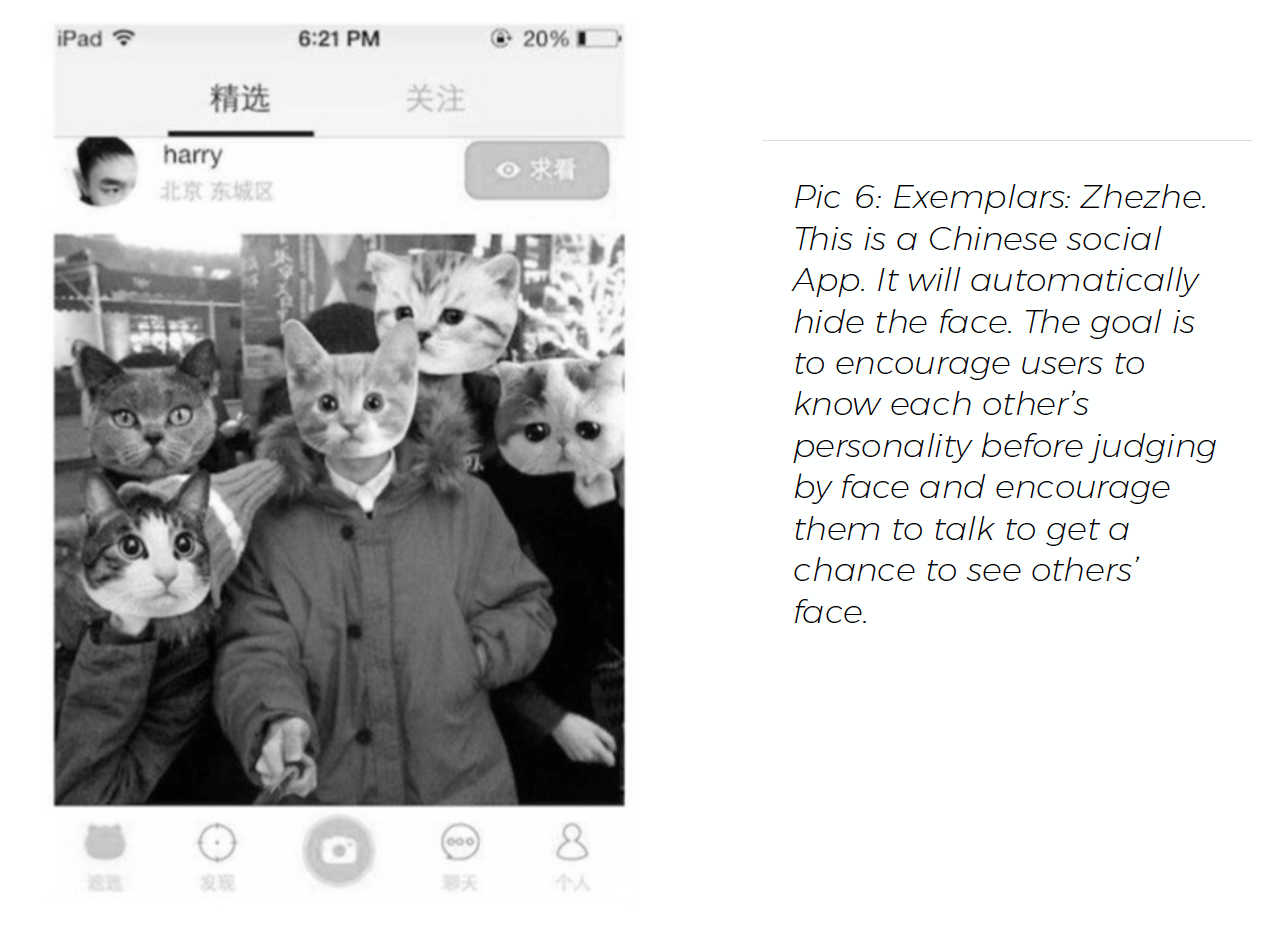 iPad
6:21 PM
20%
精选
关注
harry
北京 东城区
求看
发现
聊天
个人
Pic 6: Exemplars: Zhezhe.
This is a Chinese social
App. It will automatically
hide the face. The goal is
to encourage users to
know each other’s
personality before judging
by face and encourage
them to talk to get a
chance to see others’
face.